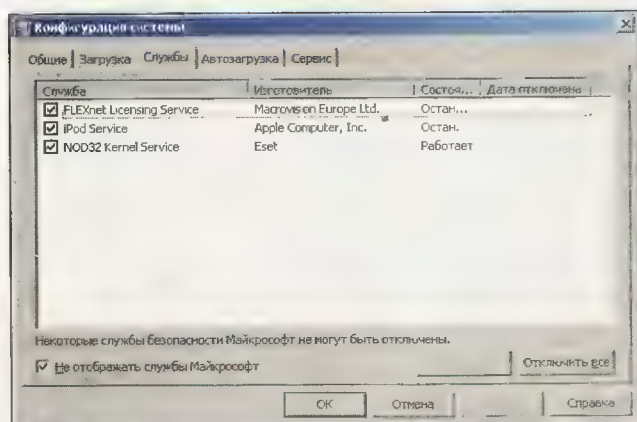 Конфигурация системы
Общие Загрузка Службы Автозагрузка Сервис
Служба Изготовитель Состоя... Дата отключения
FLEXnet Licensing Service Macrovision Europe Ltd. Остан...
iPod Service Apple Computer, Inc. Остан.
NOD32 Kernel Service Eset Работает
Некоторые службы безопасности Майкрософт не могут быть отключены.
Не отображать службы Майкрософт
Отключить все
ОК Отмена Справка